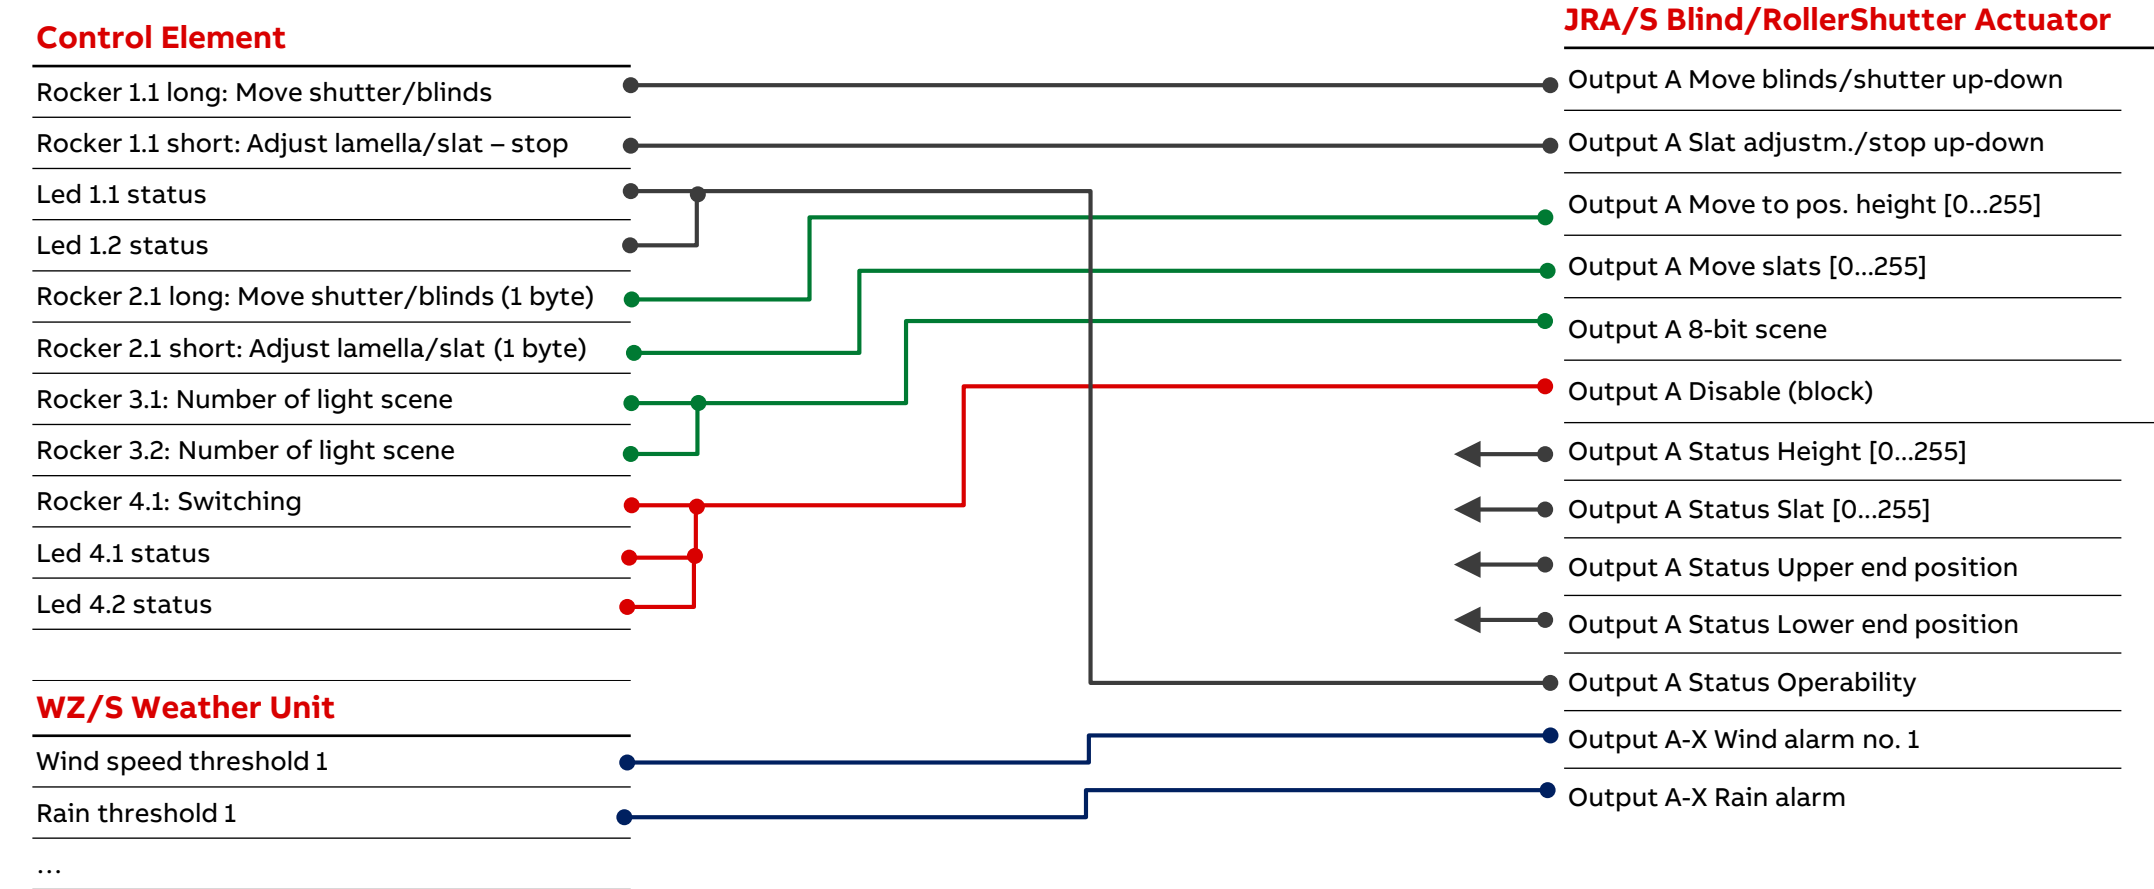 Control Element
Rocker 1.1 long: Move shutter/blinds
Rocker 1.1 short: Adjust lamella/slat – stop
Led 1.1 status
Led 1.2 status
Rocker 2.1 long: Move shutter/blinds (1 byte)
Rocker 2.1 short: Adjust lamella/slat (1 byte)
Rocker 3.1: Number of light scene
Rocker 3.2: Number of light scene
Rocker 4.1: Switching
Led 4.1 status
Led 4.2 status
WZ/S Weather Unit
Wind speed threshold 1
Rain threshold 1
...
JRA/S Blind/RollerShutter Actuator
Output A Move blinds/shutter up-down
Output A Slat adjustm./stop up-down
Output A Move to pos. height [0...255]
Output A Move slats [0...255]
Output A 8-bit scene
Output A Disable (block)
Output A Status Height [0...255]
Output A Status Slat [0...255]
Output A Status Upper end position
Output A Status Lower end position
Output A Status Operability
Output A-X Wind alarm no. 1
Output A-X Rain alarm